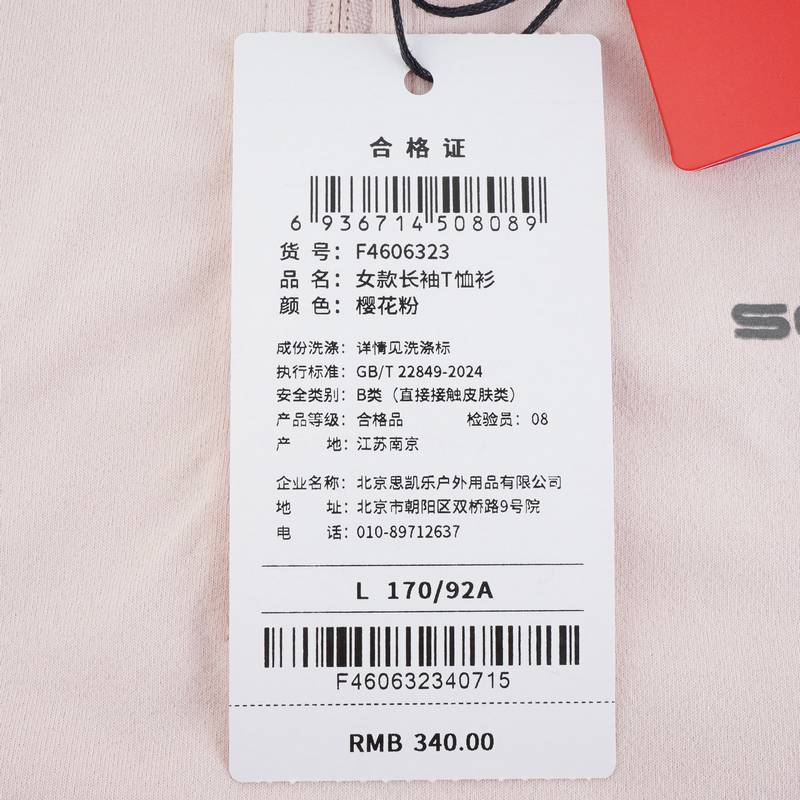 合格证
6 936714 508089
货 号：F4606323
品 名：女款长袖T恤衫
颜 色：樱花粉
成份洗涤：详情见洗涤标
执行标准：GB/T 22849-2024
安全类别：B类（直接接触皮肤类）
产品等级：合格品 检验员：08
产 地：江苏南京
企业名称：北京思凯乐户外用品有限公司
地 址：北京市朝阳区双桥路9号院
电 话：010-89712637
L 170/92A
F460632340715
RMB 340.00